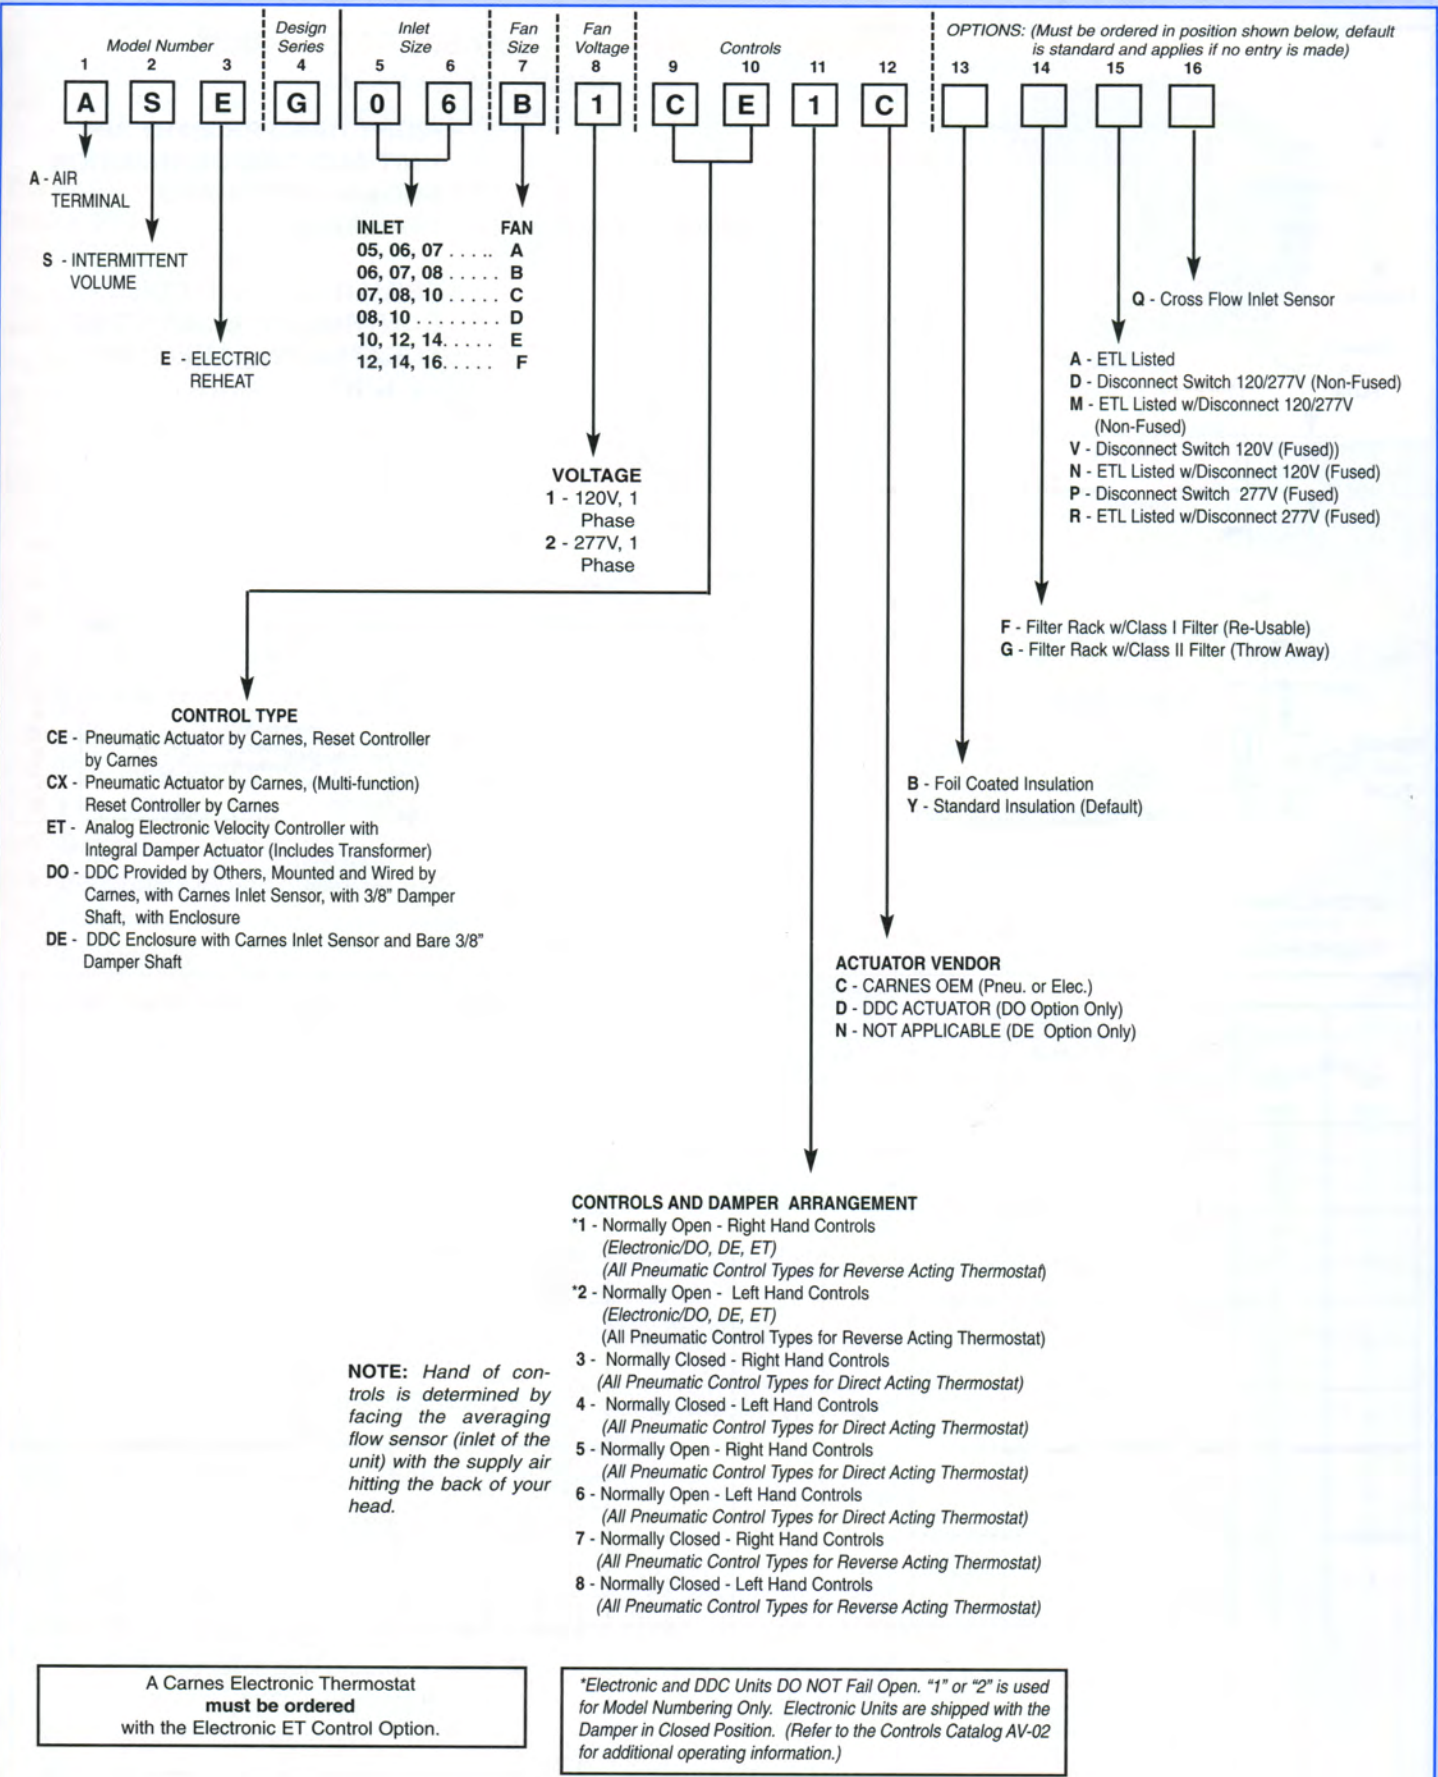 Model Number
Design
Series
Inlet
Size
Fan
Size
Fan
Voltage
Controls
OPTIONS: (Must be ordered in position shown below, default
is standard and applies if no entry is made)
1 2 3 4 5 6 7 8 9 10 11 12 13 14 15 16
A S E G 0 6 B 1 C E 1 C
A - AIR
TERMINAL
S - INTERMITTENT
VOLUME
E - ELECTRIC
REHEAT
INLET FAN
05, 06, 07 . . . . . A
06, 07, 08 . . . . . B
07, 08, 10 . . . . . C
08, 10 . . . . . . . . D
10, 12, 14. . . . . E
12, 14, 16. . . . . F
VOLTAGE
1 - 120V, 1
Phase
2 - 277V, 1
Phase
Q - Cross Flow Inlet Sensor
A - ETL Listed
D - Disconnect Switch 120/277V (Non-Fused)
M - ETL Listed w/Disconnect 120/277V
(Non-Fused)
V - Disconnect Switch 120V (Fused))
N - ETL Listed w/Disconnect 120V (Fused)
P - Disconnect Switch 277V (Fused)
R - ETL Listed w/Disconnect 277V (Fused)
F - Filter Rack w/Class I Filter (Re-Usable)
G - Filter Rack w/Class II Filter (Throw Away)
B - Foil Coated Insulation
Y - Standard Insulation (Default)
CONTROL TYPE
CE - Pneumatic Actuator by Carnes, Reset Controller
by Carnes
CX - Pneumatic Actuator by Carnes, (Multi-function)
Reset Controller by Carnes
ET - Analog Electronic Velocity Controller with
Integral Damper Actuator (Includes Transformer)
DO - DDC Provided by Others, Mounted and Wired by
Carnes, with Carnes Inlet Sensor, with 3/8" Damper
Shaft, with Enclosure
DE - DDC Enclosure with Carnes Inlet Sensor and Bare 3/8"
Damper Shaft
ACTUATOR VENDOR
C - CARNES OEM (Pneu. or Elec.)
D - DDC ACTUATOR (DO Option Only)
N - NOT APPLICABLE (DE Option Only)
CONTROLS AND DAMPER ARRANGEMENT
*1 - Normally Open - Right Hand Controls
(Electronic/DO, DE, ET)
(All Pneumatic Control Types for Reverse Acting Thermostat)
*2 - Normally Open - Left Hand Controls
(Electronic/DO, DE, ET)
(All Pneumatic Control Types for Reverse Acting Thermostat)
3 - Normally Closed - Right Hand Controls
(All Pneumatic Control Types for Direct Acting Thermostat)
4 - Normally Closed - Left Hand Controls
(All Pneumatic Control Types for Direct Acting Thermostat)
5 - Normally Open - Right Hand Controls
(All Pneumatic Control Types for Direct Acting Thermostat)
6 - Normally Open - Left Hand Controls
(All Pneumatic Control Types for Direct Acting Thermostat)
7 - Normally Closed - Right Hand Controls
(All Pneumatic Control Types for Reverse Acting Thermostat)
8 - Normally Closed - Left Hand Controls
(All Pneumatic Control Types for Reverse Acting Thermostat)
NOTE: Hand of con-
trols is determined by
facing the averaging
flow sensor (inlet of the
unit) with the supply air
hitting the back of your
head.
A Carnes Electronic Thermostat
must be ordered
with the Electronic ET Control Option.
*Electronic and DDC Units DO NOT Fail Open. "1" or "2" is used
for Model Numbering Only. Electronic Units are shipped with the
Damper in Closed Position. (Refer to the Controls Catalog AV-02
for additional operating information.)